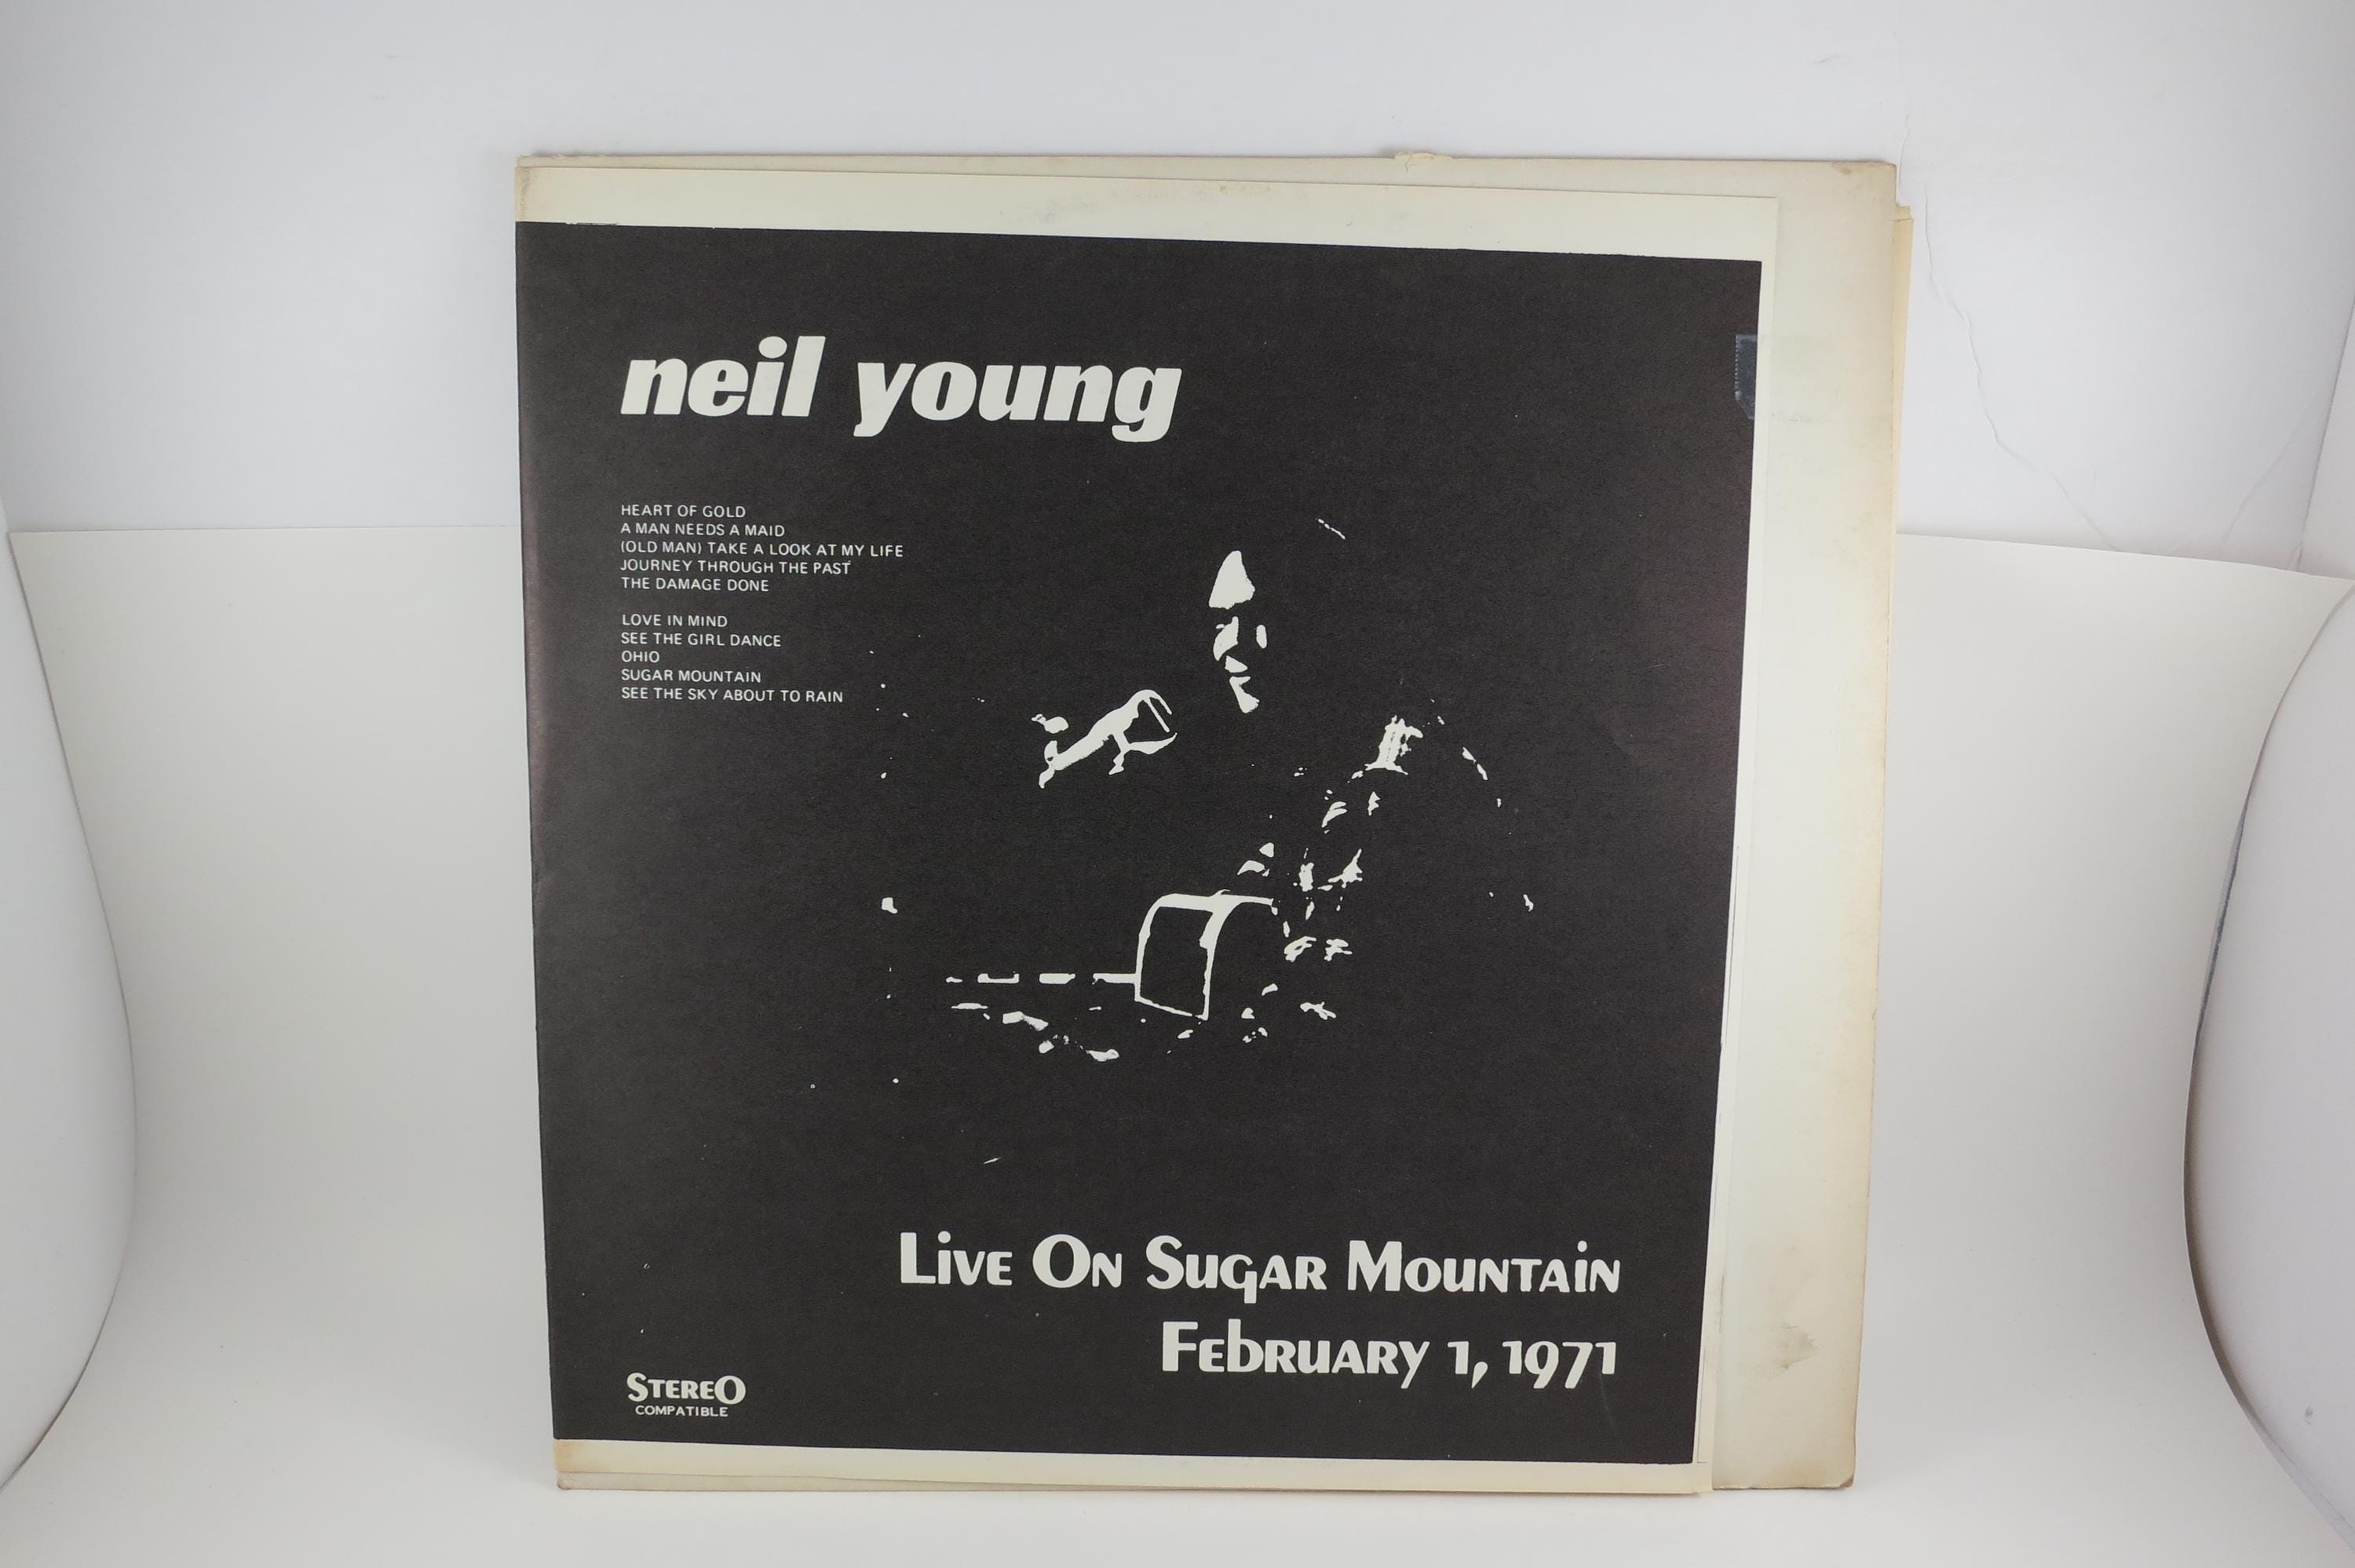 neil young
HEART OF GOLD
A MAN NEEDS A MAID
(OLD MAN) TAKE A LOOK AT MY LIFE
JOURNEY THROUGH THE PAST
THE DAMAGE DONE
LOVE IN MIND
SEE THE GIRL DANCE
OHIO
SUGAR MOUNTAIN
SEE THE SKY ABOUT TO RAIN
Live On Sugar Mountain
February 1, 1971
STEREO
COMPATIBLE